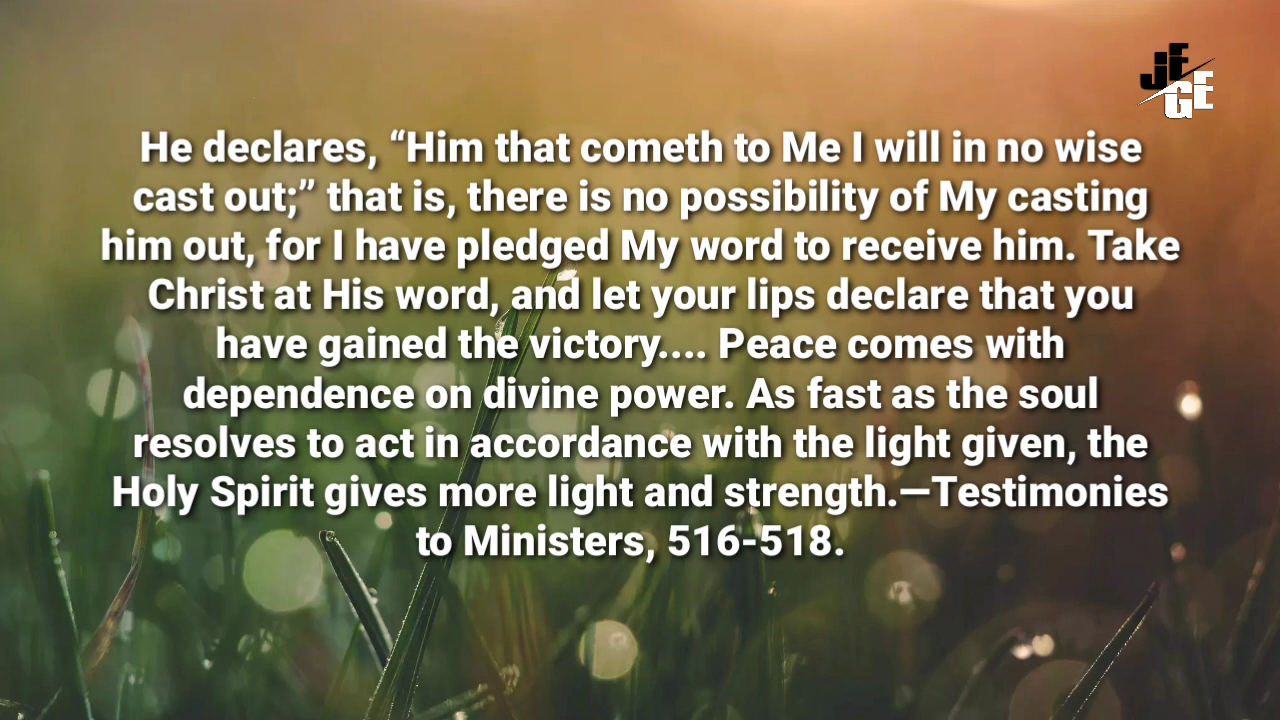 JF
GE
He declares, “Him that cometh to Me I will in no wise
cast out;” that is, there is no possibility of My casting
him out, for I have pledged My word to receive him. Take
Christ at His word, and let your lips declare that you
have gained the victory.... Peace comes with
dependence on divine power. As fast as the soul
resolves to act in accordance with the light given, the
Holy Spirit gives more light and strength.—Testimonies
to Ministers, 516-518.